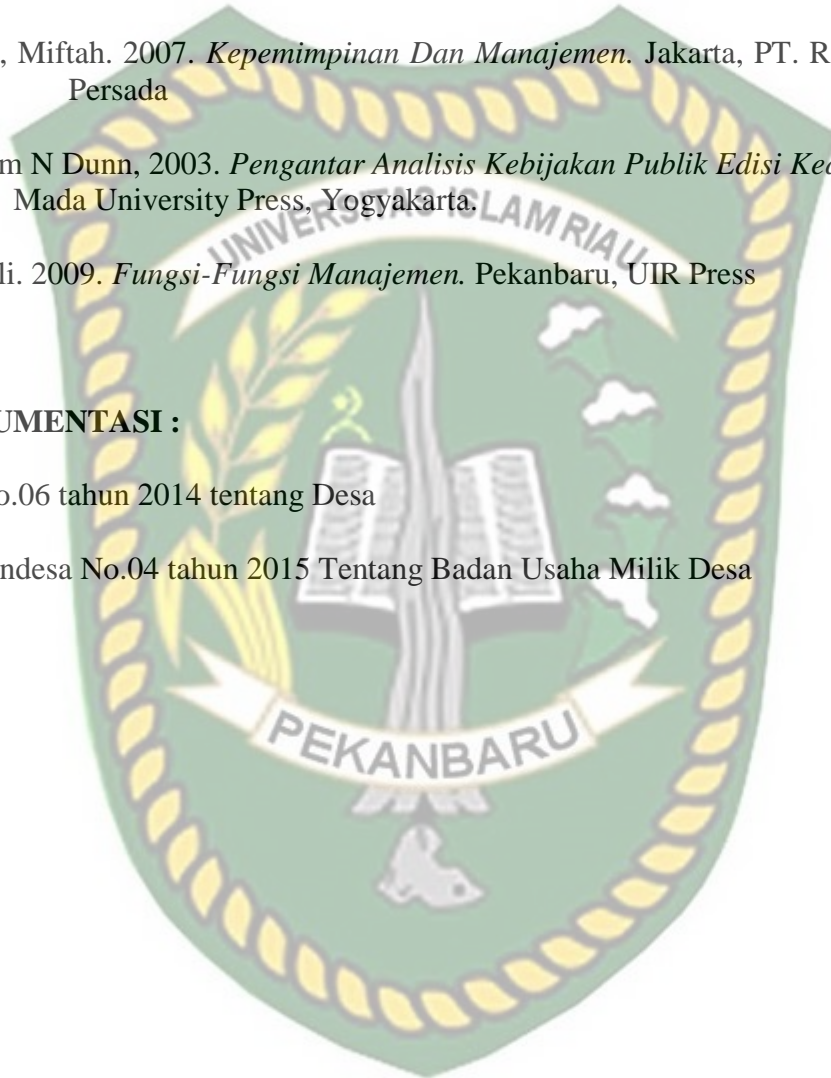 , Miftah. 2007. Kepemimpinan Dan Manajemen. Jakarta, PT. R
Persada
m N Dunn, 2003. Pengantar Analisis Kebijakan Publik Edisi Ke
Mada University Press, Yogyakarta.
UNIVERSITAS ISLAM RIAU
li. 2009. Fungsi-Fungsi Manajemen. Pekanbaru, UIR Press
UMENTASI :
o.06 tahun 2014 tentang Desa
ndesa No.04 tahun 2015 Tentang Badan Usaha Milik Desa
PEKANBARU